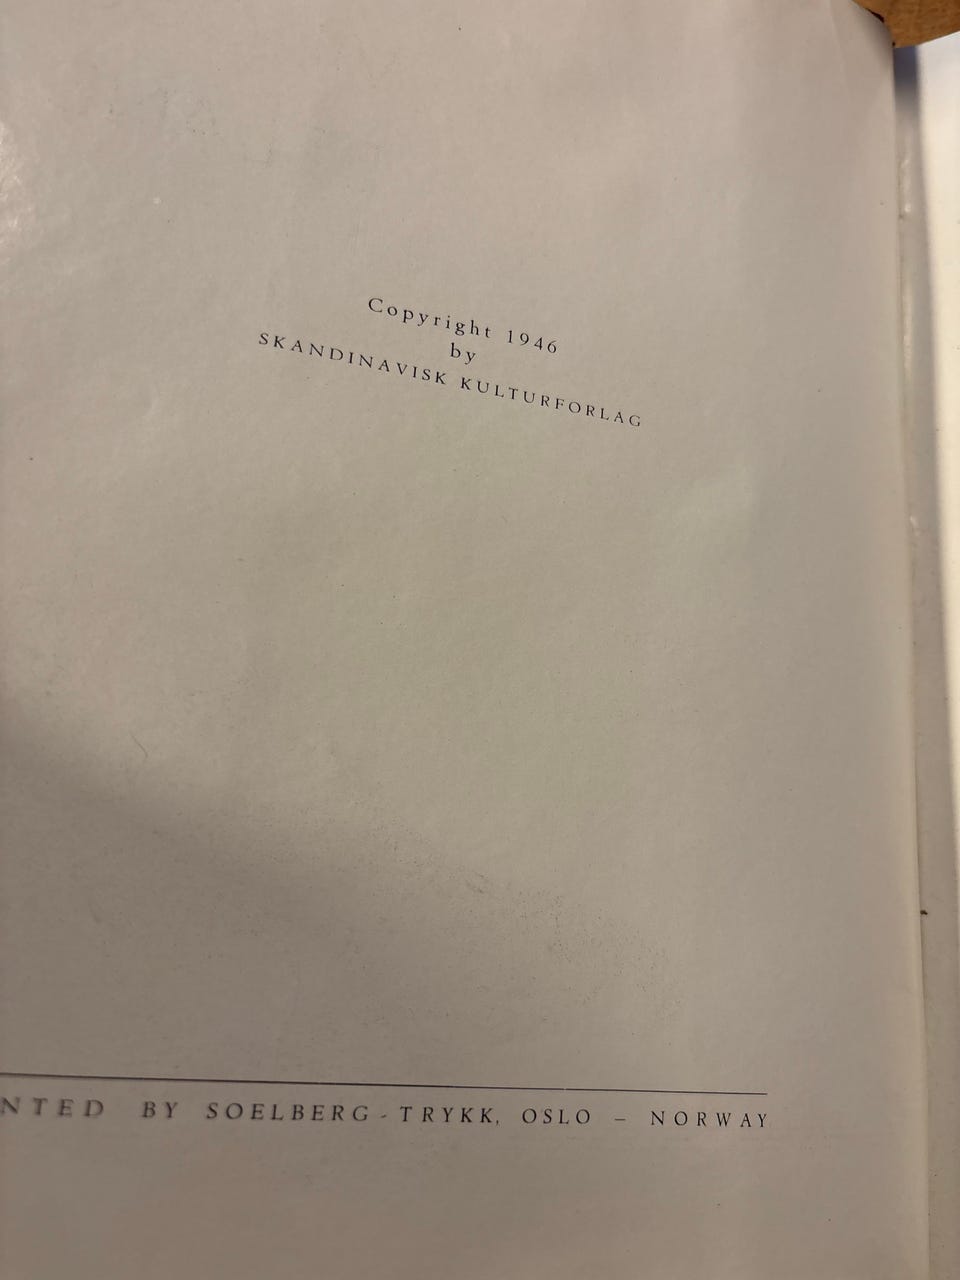 Copyright 1946
by
SKANDINAVISK KULTURFORLAG
NTED BY SOELBERG-TRYKK, OSLO – NORWAY